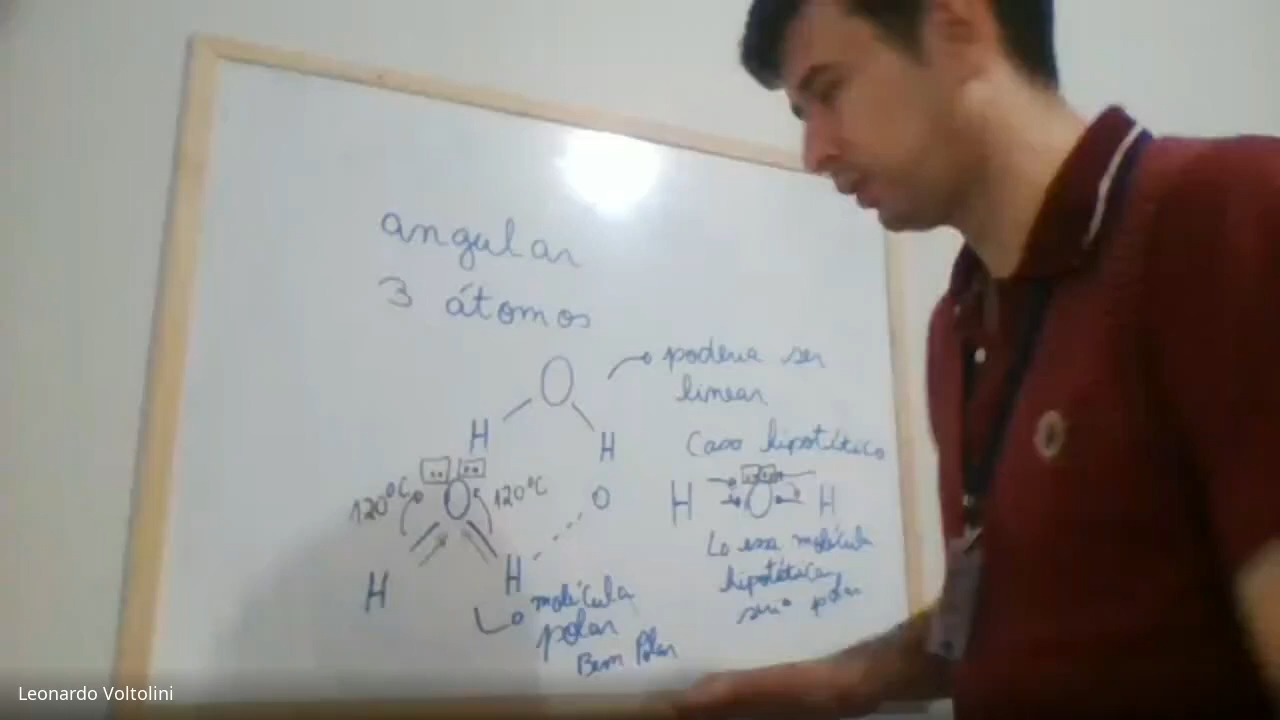 angular
3 átomos
O
H
H
poderia ser
linear
Caso hipotético
H
O
H
Lo essa molécula
hipotética
seria polar
120°C
O
120°C
H
H
O
molécula
polar
Bem Polar
Leonardo Voltolini